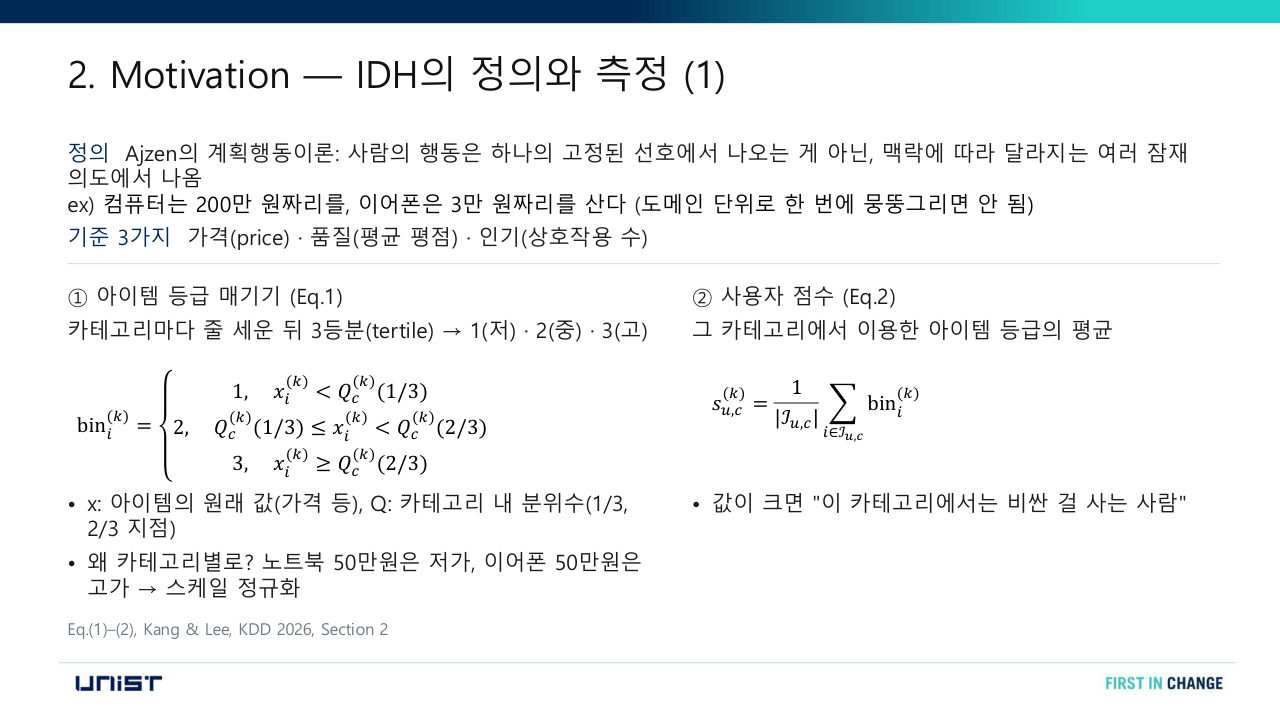 2. Motivation — IDH의 정의와 측정 (1)
정의 Ajzen의 계획행동이론: 사람의 행동은 하나의 고정된 선호에서 나오는 게 아닌, 맥락에 따라 달라지는 여러 잠재
의도에서 나옴
ex) 컴퓨터는 200만 원짜리를, 이어폰은 3만 원짜리를 산다 (도메인 단위로 한 번에 뭉뚱그리면 안 됨)
기준 3가지 가격(price) · 품질(평균 평점) · 인기(상호작용 수)
① 아이템 등급 매기기 (Eq.1)
카테고리마다 줄 세운 뒤 3등분(tertile) → 1(저) · 2(중) · 3(고)
bin_i^{(k)} = { 1, x_i^{(k)} < Q_c^{(k)}(1/3)
2, Q_c^{(k)}(1/3) ≤ x_i^{(k)} < Q_c^{(k)}(2/3)
3, x_i^{(k)} ≥ Q_c^{(k)}(2/3)
• x: 아이템의 원래 값(가격 등), Q: 카테고리 내 분위수(1/3,
2/3 지점)
• 왜 카테고리별로? 노트북 50만원은 저가, 이어폰 50만원은
고가 → 스케일 정규화
② 사용자 점수 (Eq.2)
그 카테고리에서 이용한 아이템 등급의 평균
s_{u,c}^{(k)} = \frac{1}{|ℐ_{u,c}|} ∑_{i∈ℐ_{u,c}} bin_i^{(k)}
• 값이 크면 "이 카테고리에서는 비싼 걸 사는 사람"
Eq.(1)–(2), Kang & Lee, KDD 2026, Section 2
UNIST
FIRST IN CHANGE